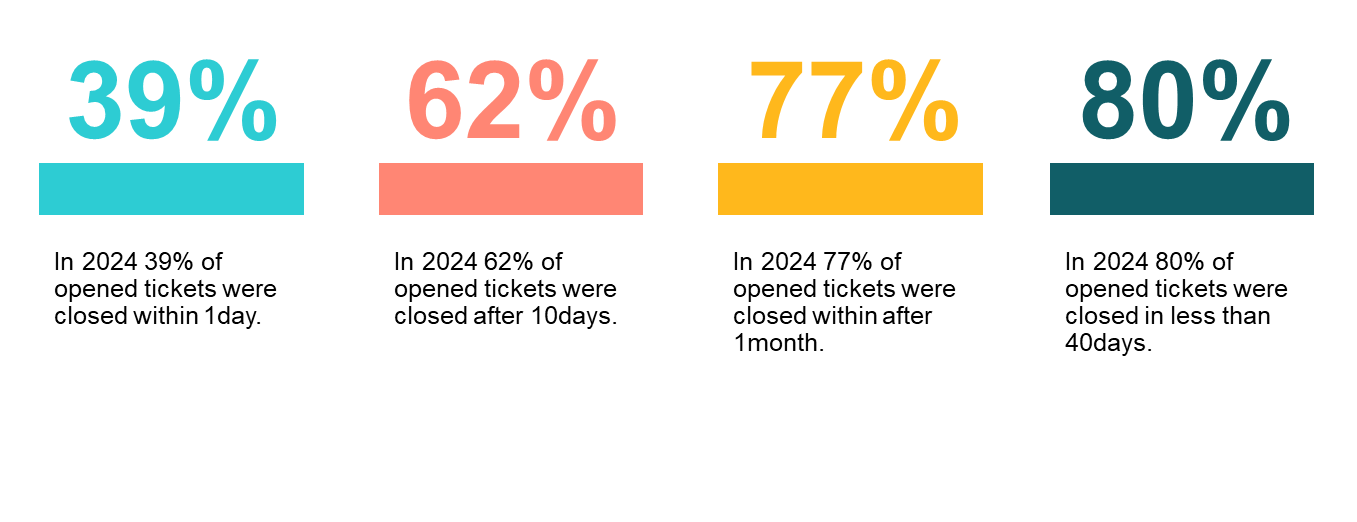 39%
62%
77%
80%
In 2024 39% of
opened tickets were
closed within 1day.
In 2024 62% of
opened tickets were
closed after 10days.
In 2024 77% of
opened tickets were
closed within after
1month.
In 2024 80% of
opened tickets were
closed in less than
40days.